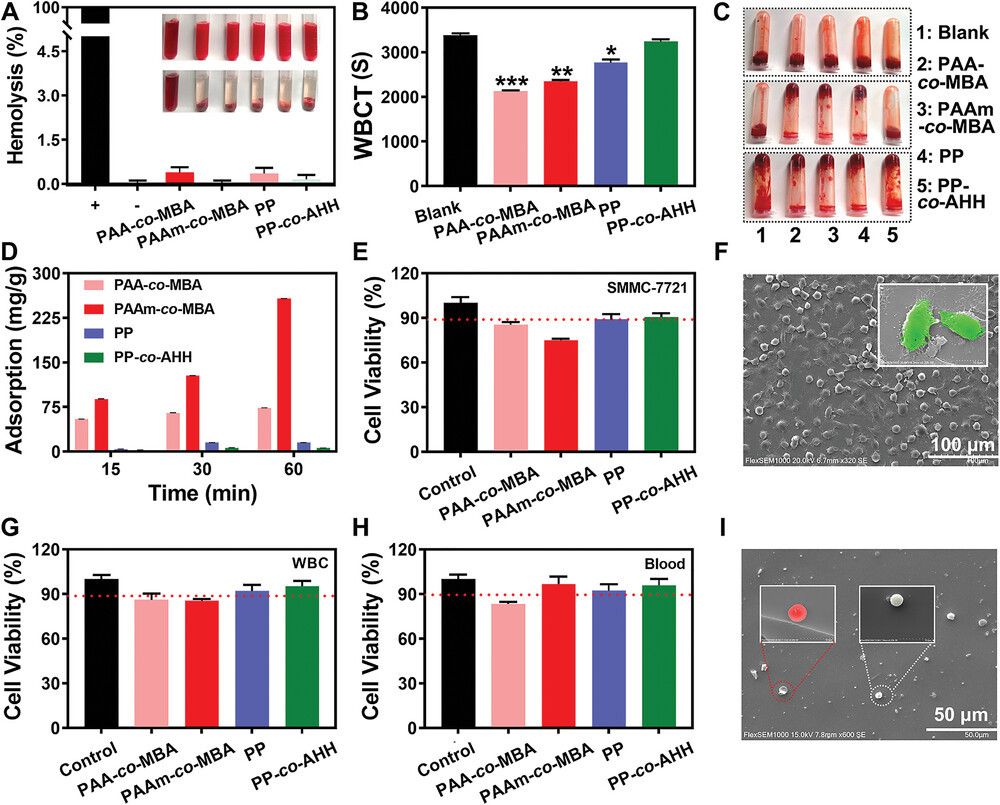 A
Hemolysis (%)
100
4.5
3.0
1.5
0.0
+
-
PAA-co-MBA
PAAm-co-MBA
PP
PP-co-AHH
B
WBCT (S)
4000
3000
2000
1000
0
***
**
*
Blank
PAA-co-MBA
PAAm-co-MBA
PP
PP-co-AHH
C
1: Blank
2: PAA-
co-MBA
3: PAAm
-co-MBA
4: PP
5: PP-
co-AHH
1 2 3 4 5
D
Adsorption (mg/g)
300
225
150
75
0
PAA-co-MBA
PAAm-co-MBA
PP
PP-co-AHH
15 30 60
Time (min)
E
Cell Viability (%)
120
90
60
30
0
SMMC-7721
Control
PAA-co-MBA
PAAm-co-MBA
PP
PP-co-AHH
F
100 μm
FlexSEM1000 20.0kV 6.7mm x320 SE
100μm
G
Cell Viability (%)
120
90
60
30
0
WBC
Control
PAA-co-MBA
PAAm-co-MBA
PP
PP-co-AHH
H
Cell Viability (%)
120
90
60
30
0
Blood
Control
PAA-co-MBA
PAAm-co-MBA
PP
PP-co-AHH
I
50 μm
FlexSEM1000 15.0kV 7.8mm x600 SE
50.0μm